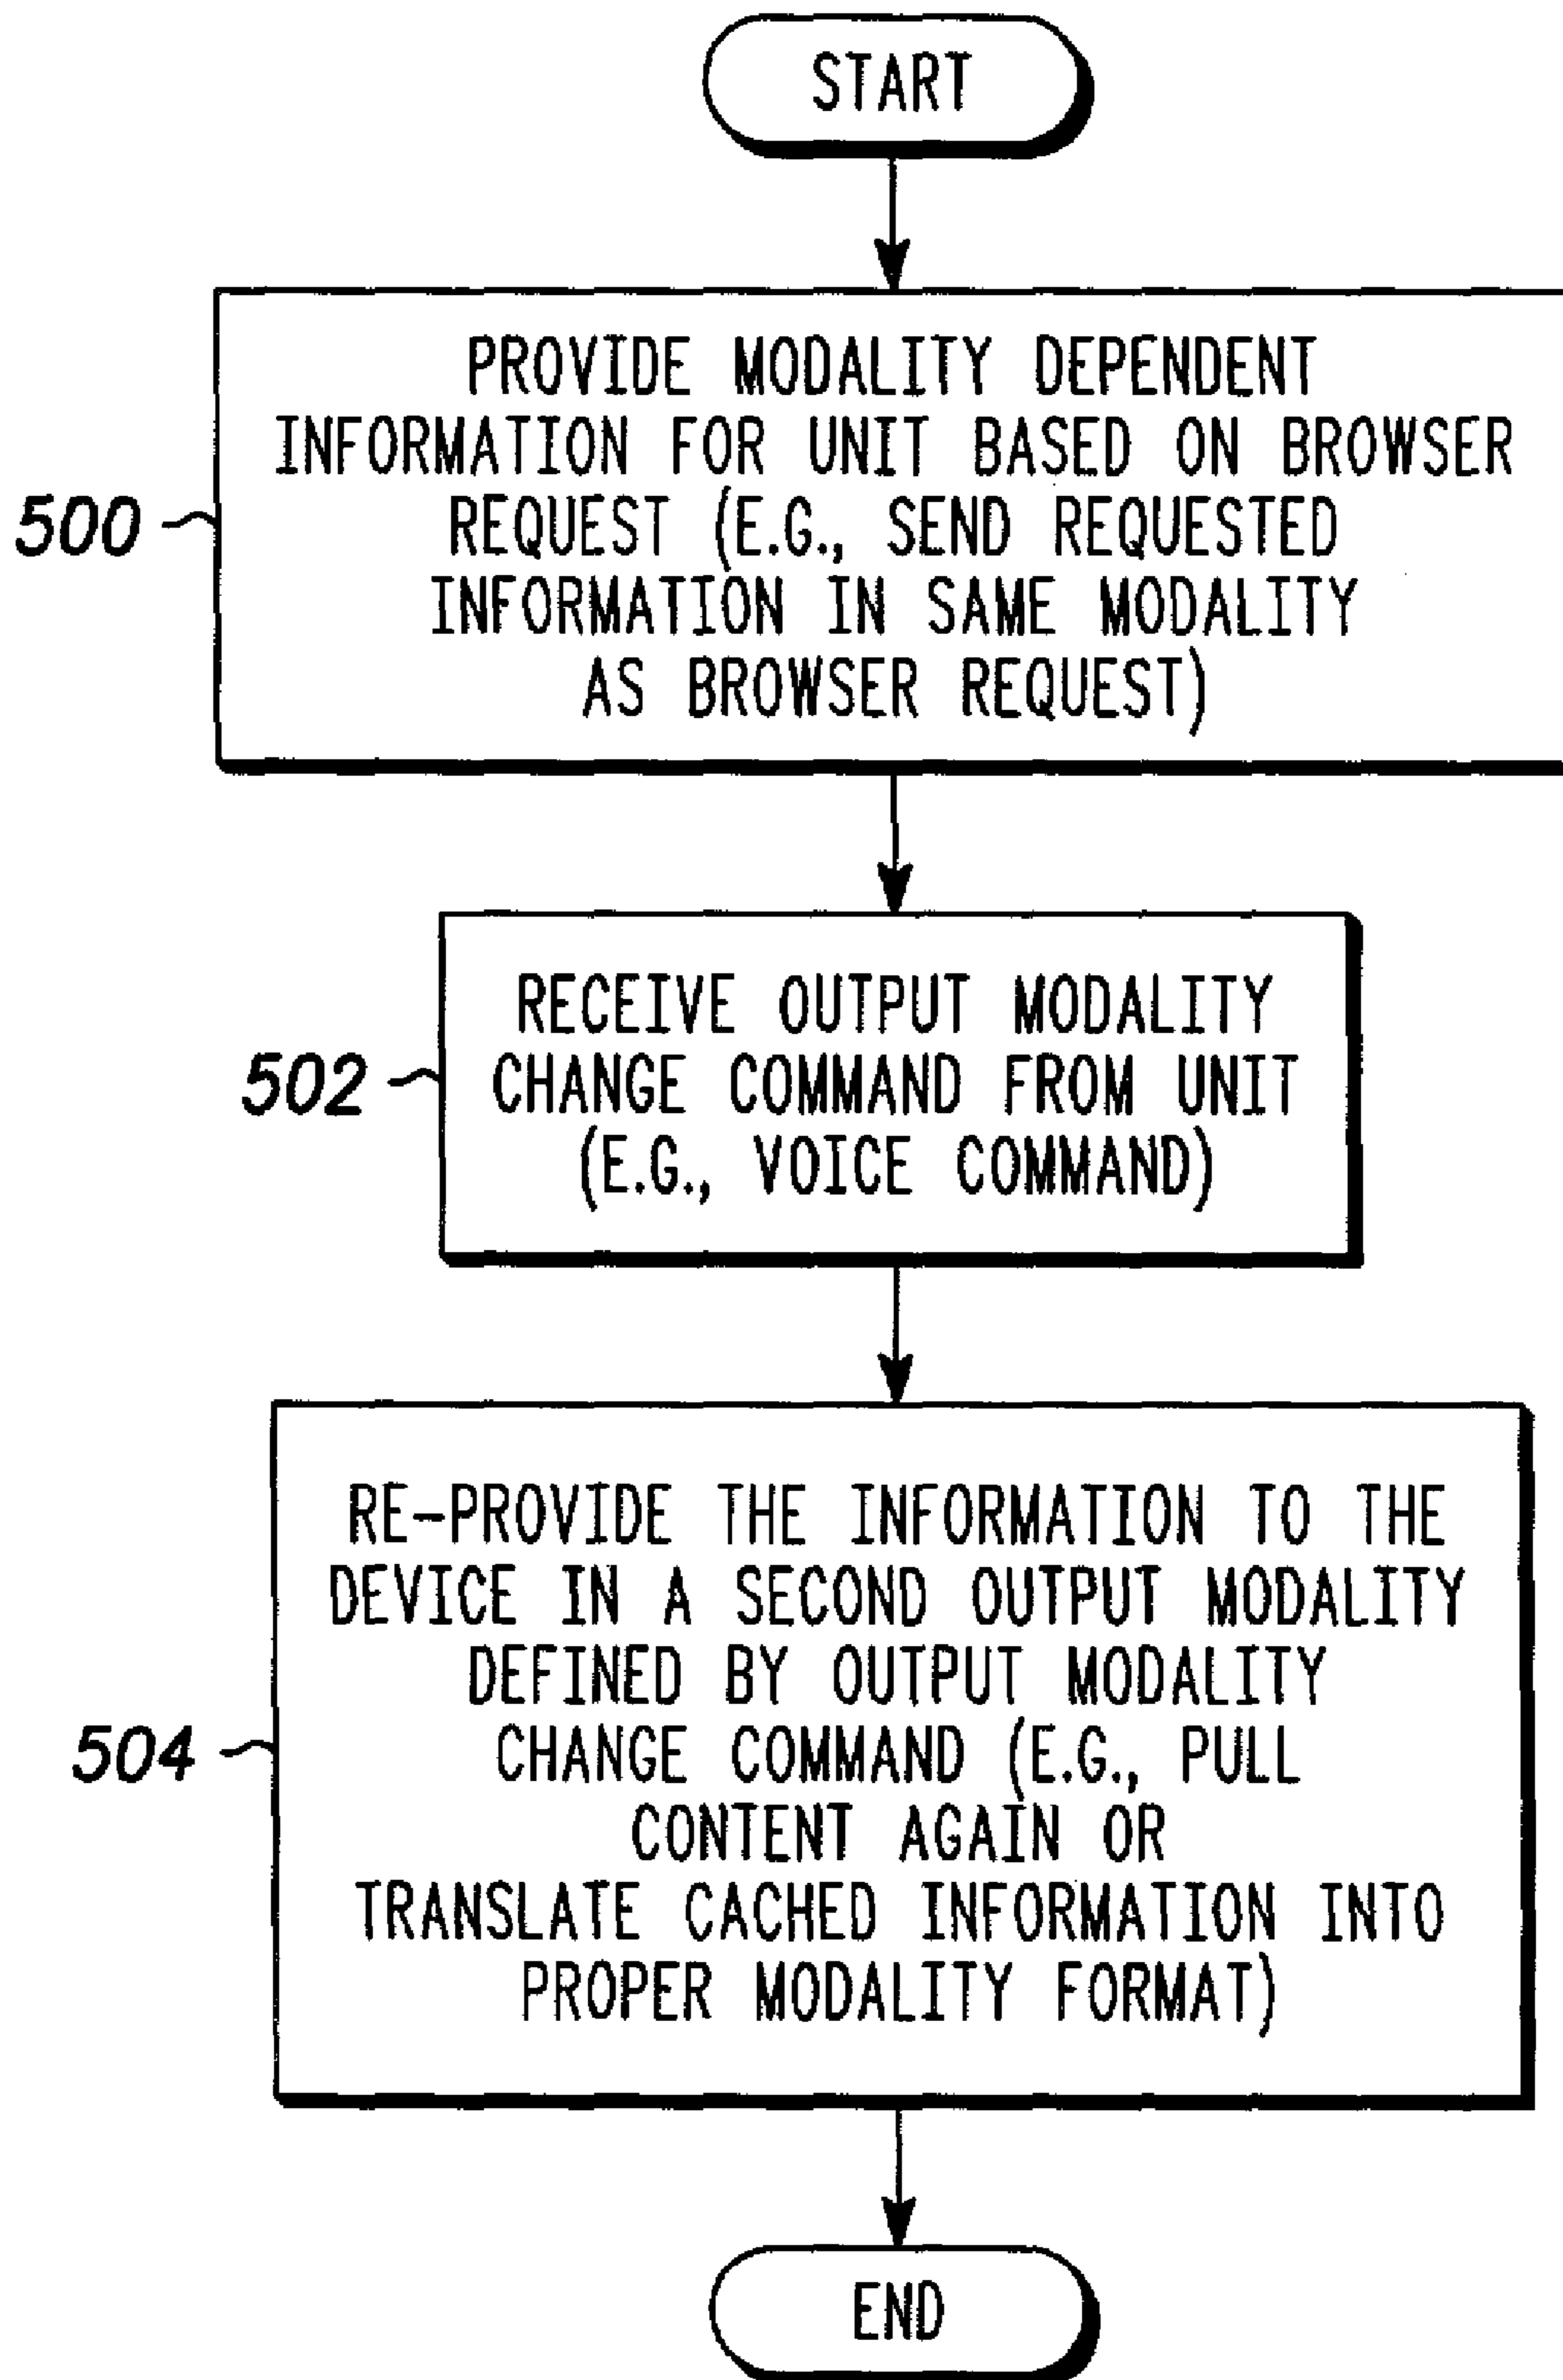 START
PROVIDE MODALITY DEPENDENT
INFORMATION FOR UNIT BASED ON BROWSER
REQUEST (E.G., SEND REQUESTED
INFORMATION IN SAME MODALITY
AS BROWSER REQUEST)
500
RECEIVE OUTPUT MODALITY
CHANGE COMMAND FROM UNIT
(E.G., VOICE COMMAND)
502
RE-PROVIDE THE INFORMATION TO THE
DEVICE IN A SECOND OUTPUT MODALITY
DEFINED BY OUTPUT MODALITY
CHANGE COMMAND (E.G., PULL
CONTENT AGAIN OR
TRANSLATE CACHED INFORMATION INTO
PROPER MODALITY FORMAT)
504
END